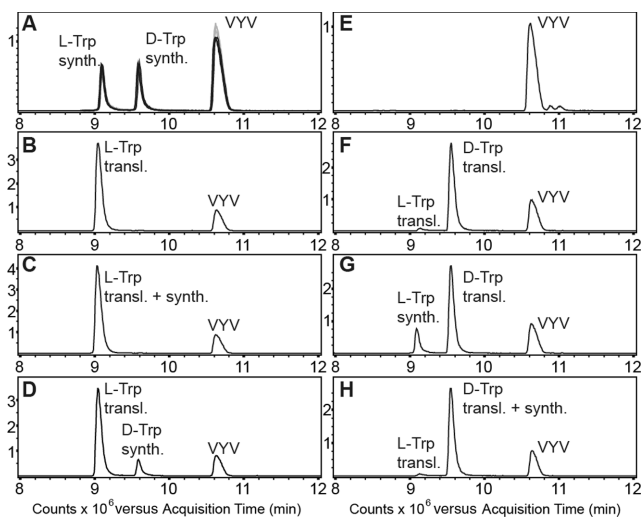 A
L-Trp
synth.
D-Trp
synth.
VYV
1
8 9 10 11 12
B
L-Trp
transl.
VYV
3
2
1
8 9 10 11 12
C
L-Trp
transl. + synth.
VYV
4
3
2
1
8 9 10 11 12
D
L-Trp
transl.
D-Trp
synth.
VYV
3
2
1
8 9 10 11 12
Counts x 10⁶ versus Acquisition Time (min)
E
VYV
1
8 9 10 11 12
F
D-Trp
transl.
L-Trp
transl.
VYV
2
1
8 9 10 11 12
G
D-Trp
transl.
L-Trp
synth.
VYV
2
1
8 9 10 11 12
H
D-Trp
transl. + synth.
L-Trp
transl.
VYV
2
1
8 9 10 11 12
Counts x 10⁶ versus Acquisition Time (min)